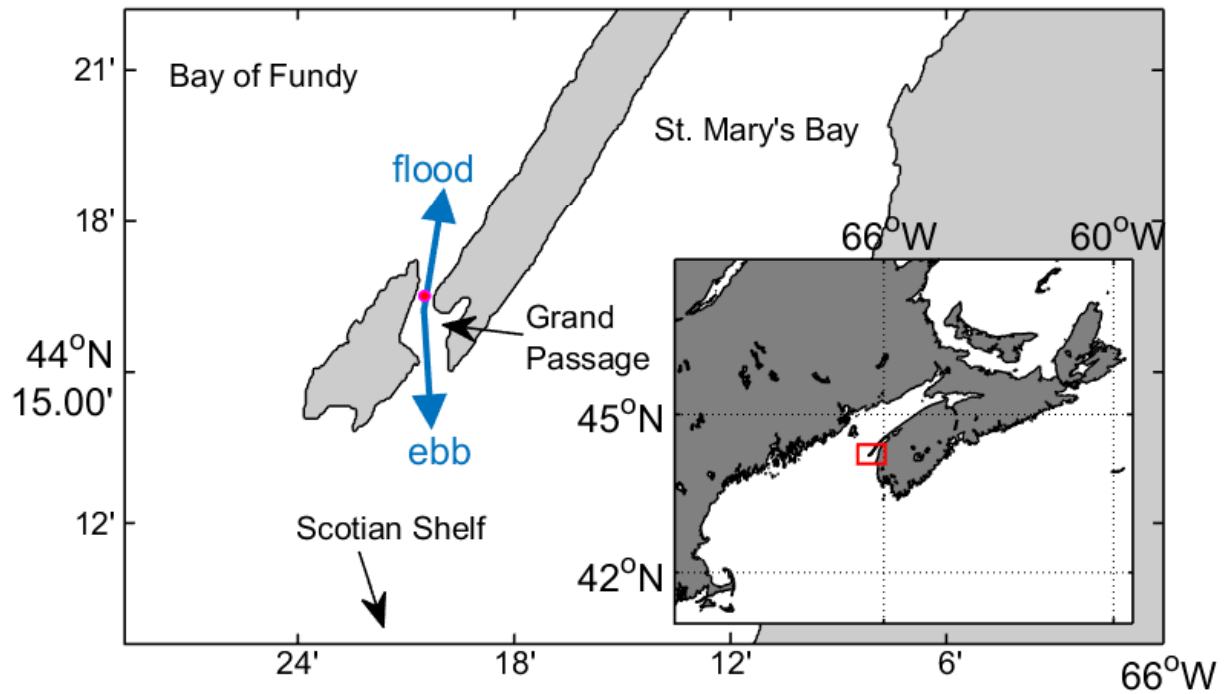 21'
Bay of Fundy
St. Mary's Bay
flood
18'
66°W
60°W
Grand
Passage
44°N
15.00'
ebb
45°N
Scotian Shelf
12'
42°N
24'
18'
12'
6'
66°W